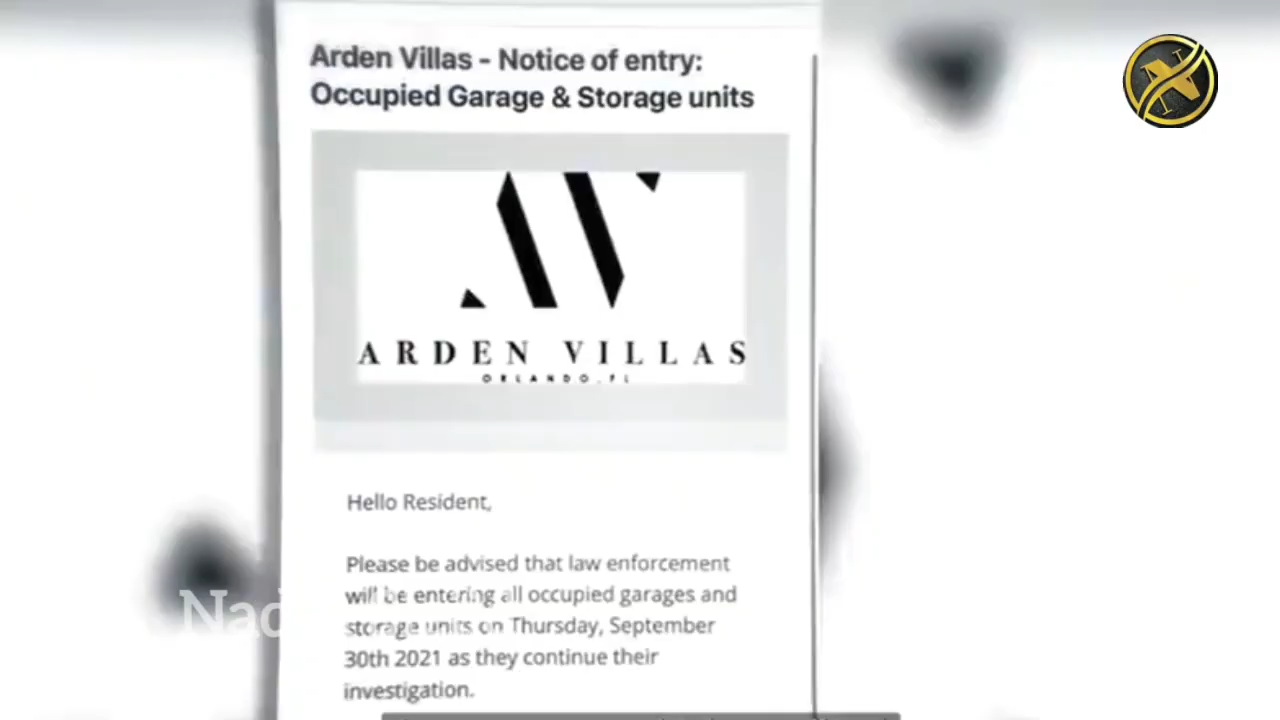 Arden Villas - Notice of entry:
Occupied Garage & Storage units
ARDEN VILLAS
ORLANDO, FL
Hello Resident,
Please be advised that law enforcement
will be entering all occupied garages and
storage units on Thursday, September
30th 2021 as they continue their
investigation.
Nad